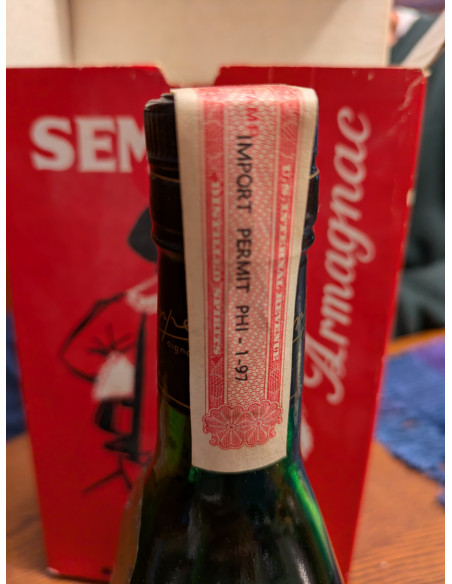 SEM
Armagnac
U.S. INTERNAL REVENUE
IMPORT PERMIT PHI - 1-97
DISTILLED SPIRITS